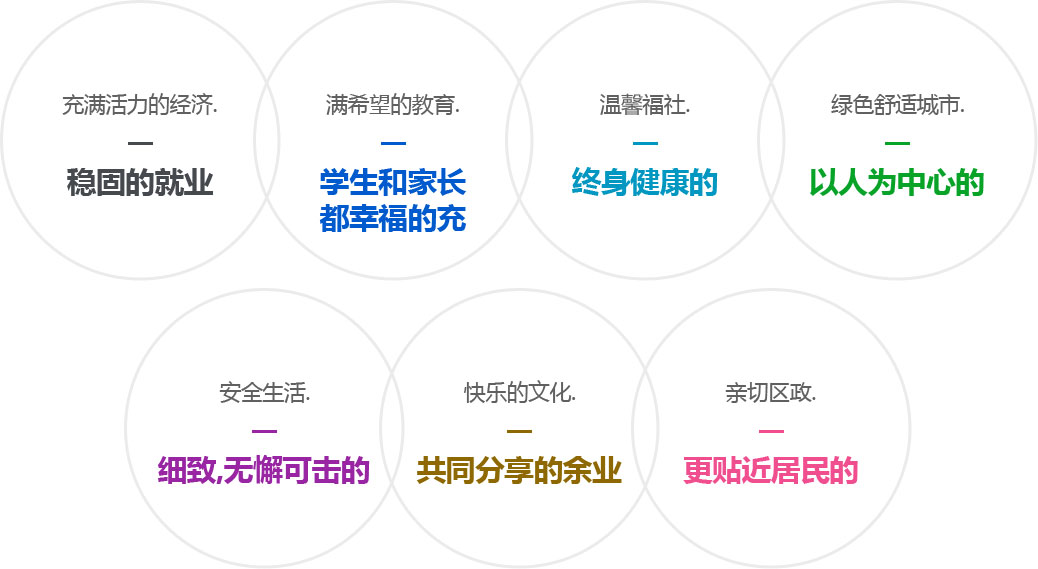 充满活力的经济.
稳固的就业
满希望的教育.
学生和家长
都幸福的充
温馨福社.
终身健康的
绿色舒适城市.
以人为中心的
安全生活.
细致,无懈可击的
快乐的文化.
共同分享的余业
亲切区政.
更贴近居民的